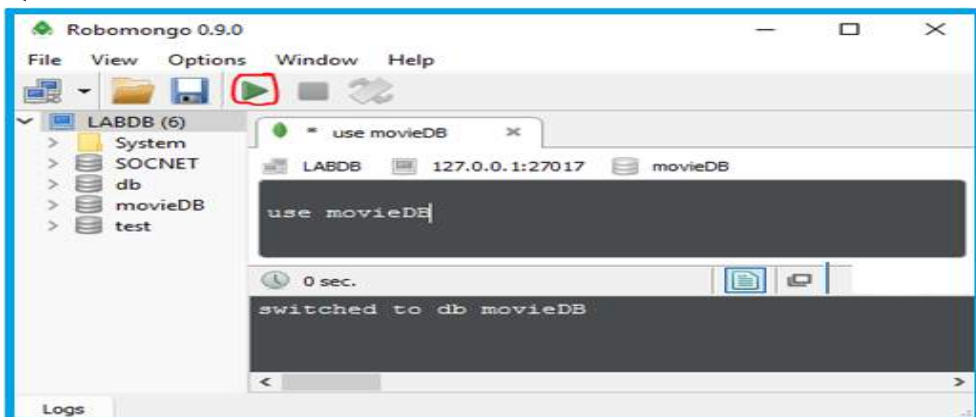 Robomongo 0.9.0
File View Options Window Help
LABDB (6)
System
SOCNET
db
movieDB
test
* use movieDB
LABDB 127.0.0.1:27017 movieDB
use movieDB
0 sec.
switched to db movieDB
Logs